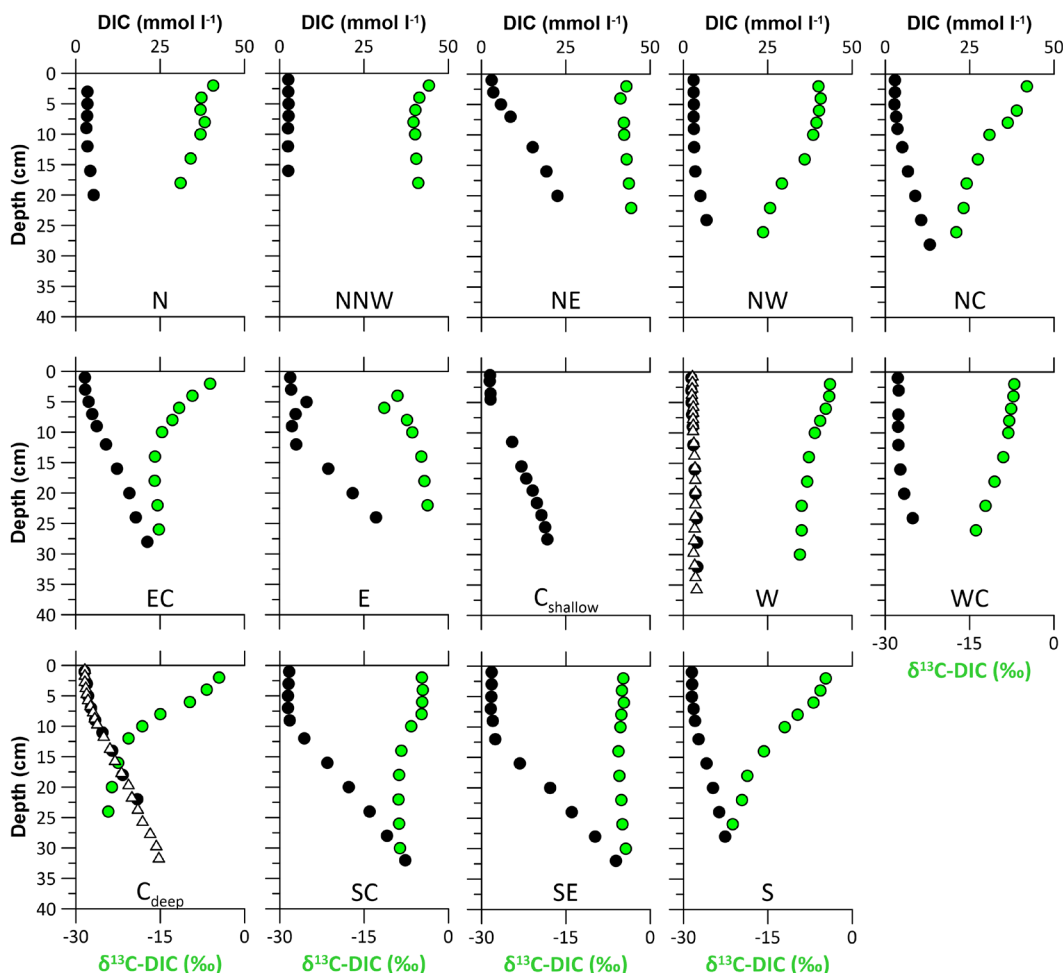 DIC (mmol l⁻¹) DIC (mmol l⁻¹) DIC (mmol l⁻¹) DIC (mmol l⁻¹) DIC (mmol l⁻¹)
0 25 50 0 25 50 0 25 50 0 25 50 0 25 50
0
5
10
15
20
25
30
35
40
Depth (cm)
N NNW NE NW NC
0
5
10
15
20
25
30
35
40
Depth (cm)
EC E C shallow W WC
-30 -15 0
δ¹³C-DIC (‰)
0
5
10
15
20
25
30
35
40
Depth (cm)
C deep SC SE S
-30 -15 0 -30 -15 0 -30 -15 0 -30 -15 0
δ¹³C-DIC (‰) δ¹³C-DIC (‰) δ¹³C-DIC (‰) δ¹³C-DIC (‰)